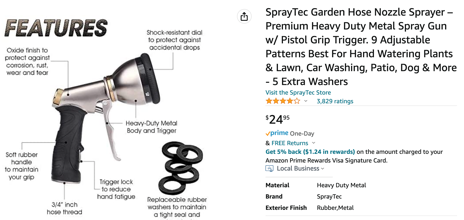 FEATURES
Oxide finish to
protect against
corrosion, rust,
wear and tear
Shock-resistant dial
to protect against
accidental drops
Heavy-Duty Metal
Body and Trigger
Soft rubber
handle to
maintain
your grip
Trigger lock
to reduce
hand fatigue
3/4" inch
hose thread
Replaceable rubber
washers to maintain
a tight seal and
SprayTec Garden Hose Nozzle Sprayer –
Premium Heavy Duty Metal Spray Gun
w/ Pistol Grip Trigger. 9 Adjustable
Patterns Best For Hand Watering Plants
& Lawn, Car Washing, Patio, Dog & More
- 5 Extra Washers
Visit the SprayTec Store
3,829 ratings
$24 95
prime One-Day
& FREE Returns
Get 5% back ($1.24 in rewards) on the amount charged to your
Amazon Prime Rewards Visa Signature Card.
Local Business
Material Heavy Duty Metal
Brand SprayTec
Exterior Finish Rubber,Metal